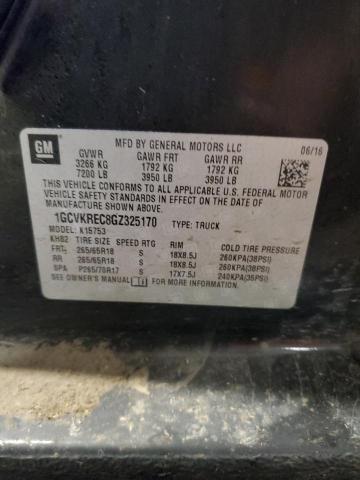 GM
MFD BY GENERAL MOTORS LLC
06/16
GVWR GAWR FRT GAWR RR
3266 KG 1792 KG 1792 KG
7200 LB 3950 LB 3950 LB
THIS VEHICLE CONFORMS TO ALL APPLICABLE U.S. FEDERAL MOTOR
VEHICLE SAFETY STANDARDS IN EFFECT ON THE DATE OF
MANUFACTURE SHOWN ABOVE.
1GCVKREC8GZ325170 TYPE: TRUCK
MODEL: K15753
KH82 TIRE SIZE SPEED RTG RIM COLD TIRE PRESSURE
FRT 265/65R18 S 18X8.5J 260KPA(38PSI)
RR 265/65R18 S 18X8.5J 260KPA(38PSI)
SPA P265/70R17 S 17X7.5J 240KPA(35PSI)
SEE OWNER'S MANUAL FOR MORE INFORMATION.